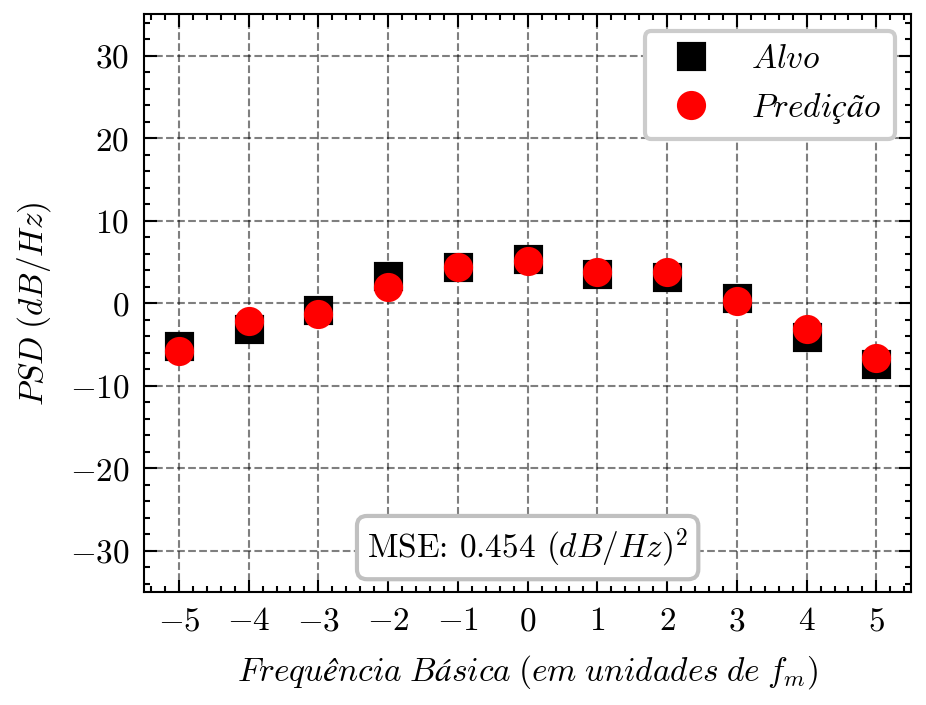 30
20
10
0
−10
−20
−30
PSD (dB/Hz)
Alvo
Predição
MSE: 0.454 (dB/Hz)²
−5 −4 −3 −2 −1 0 1 2 3 4 5
Frequência Básica (em unidades de fₘ)